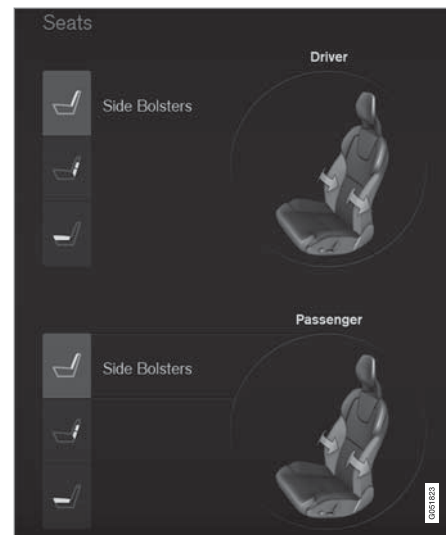 Seats
Driver
Side Bolsters
Passenger
Side Bolsters
G051823